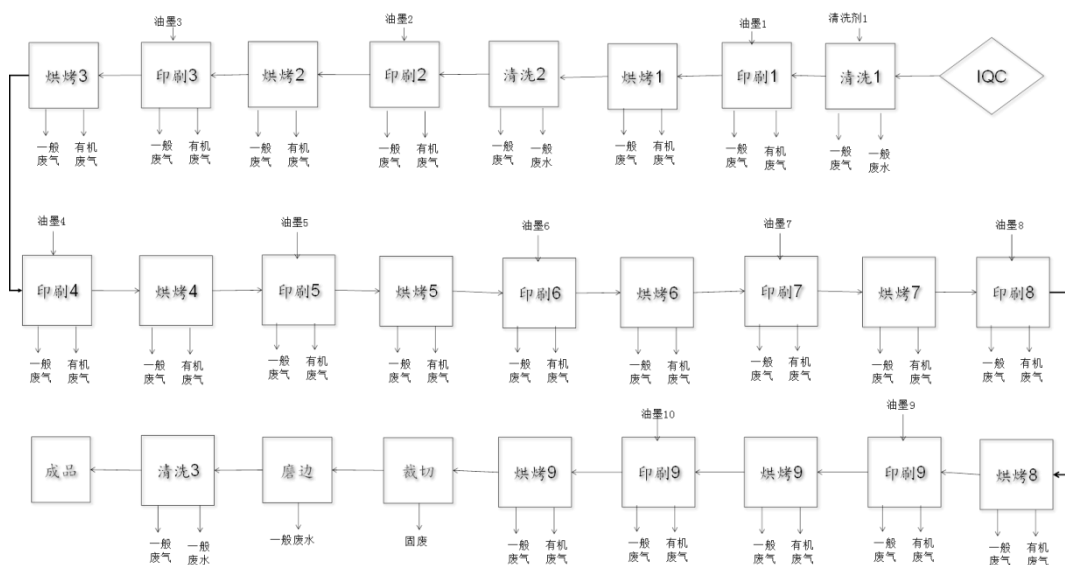 油墨3
油墨2
油墨1
清洗剂1
烘烤3
印刷3
烘烤2
印刷2
清洗2
烘烤1
印刷1
清洗1
IQC
一般
废气
有机
废气
一般
废气
有机
废气
一般
废气
有机
废气
一般
废气
有机
废气
一般
废气
一般
废水
一般
废气
有机
废气
一般
废气
有机
废气
一般
废气
一般
废水
油墨4
油墨5
油墨6
油墨7
油墨8
印刷4
烘烤4
印刷5
烘烤5
印刷6
烘烤6
印刷7
烘烤7
印刷8
一般
废气
有机
废气
一般
废气
有机
废气
一般
废气
有机
废气
一般
废气
有机
废气
一般
废气
有机
废气
一般
废气
有机
废气
一般
废气
有机
废气
一般
废气
有机
废气
一般
废气
有机
废气
油墨10
油墨9
成品
清洗3
磨边
裁切
烘烤9
印刷9
烘烤9
印刷9
烘烤8
一般
废气
一般
废水
一般废水
固废
一般
废气
有机
废气
一般
废气
有机
废气
一般
废气
有机
废气
一般
废气
有机
废气
一般
废气
有机
废气